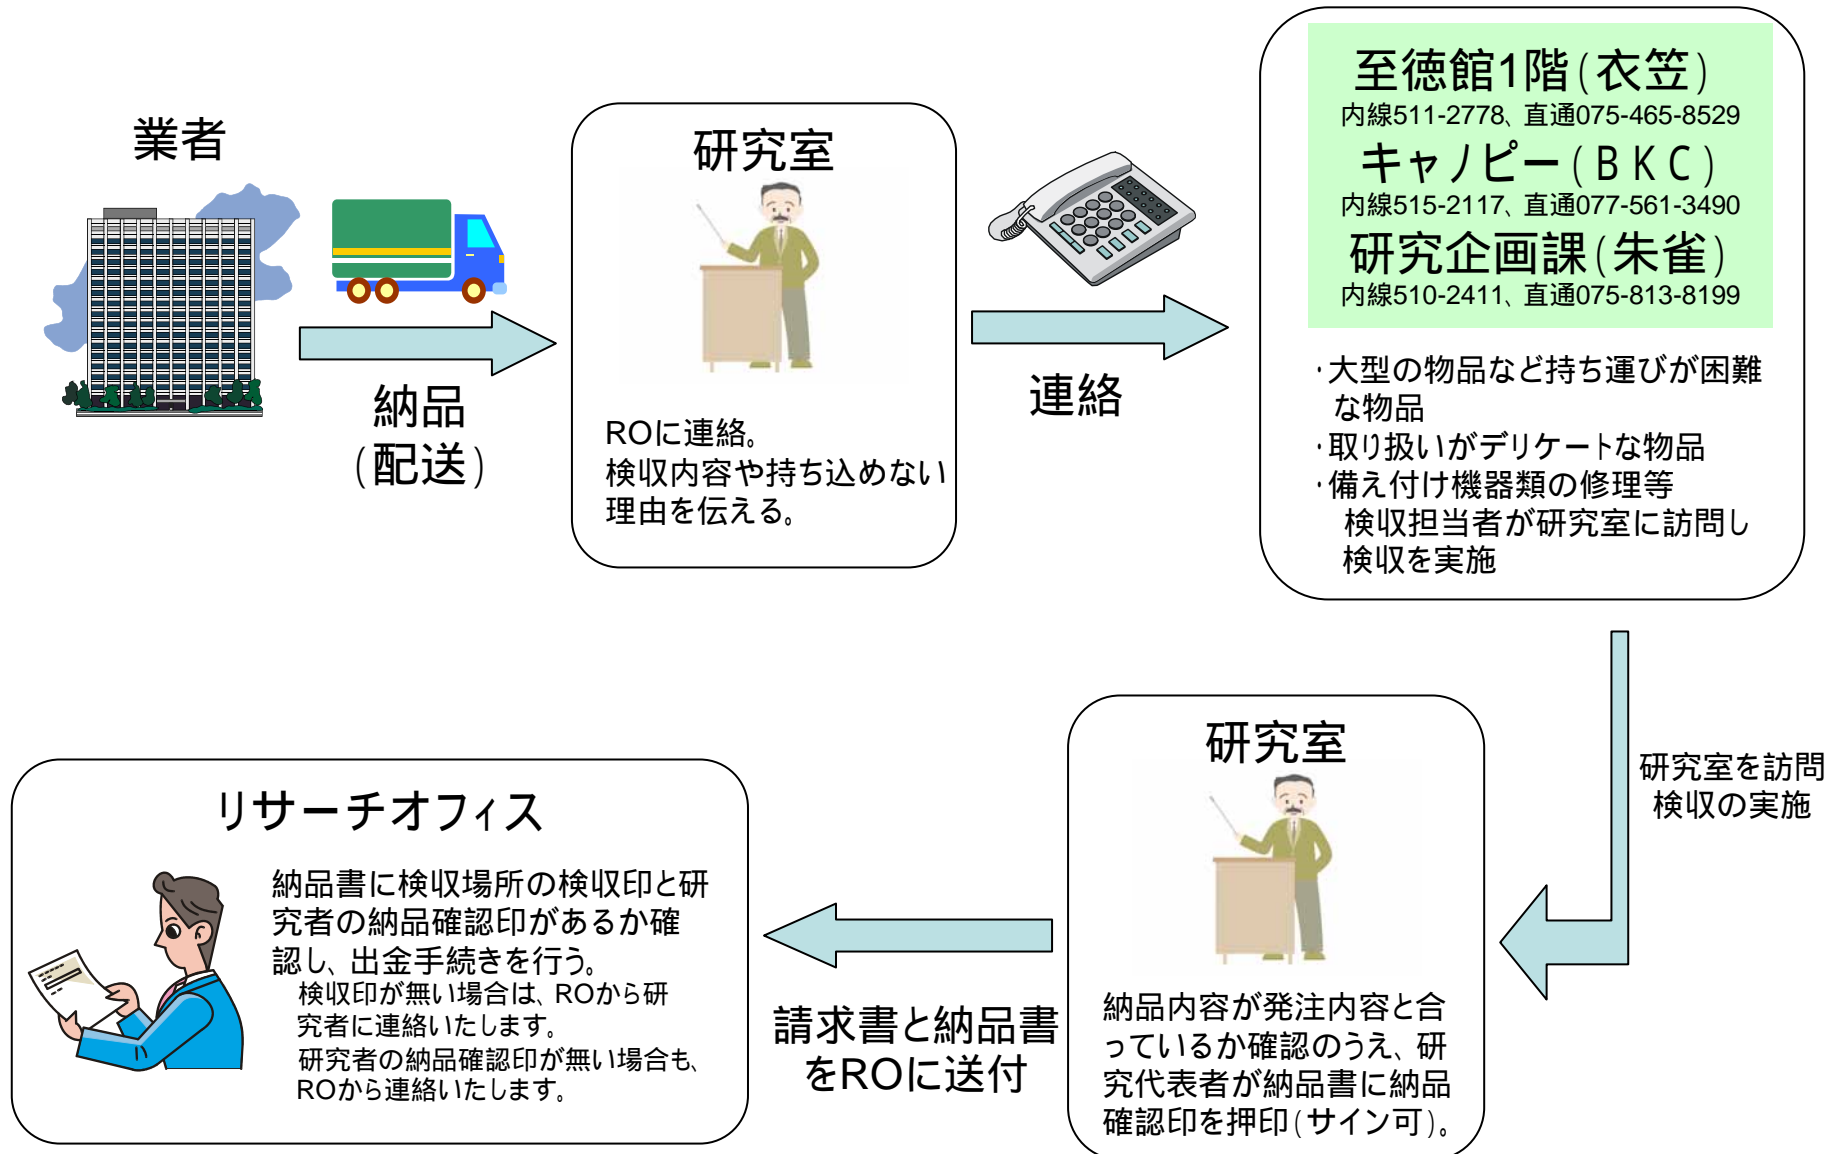 業者
納品
(配送)
研究室
ROに連絡。
検収内容や持ち込めない
理由を伝える。
連絡
至徳館1階(衣笠)
内線511-2778、直通075-465-8529
キャノピー(BKC)
内線515-2117、直通077-561-3490
研究企画課(朱雀)
内線510-2411、直通075-813-8199
・大型の物品など持ち運びが困難
な物品
・取り扱いがデリケートな物品
・備え付け機器類の修理等
検収担当者が研究室に訪問し
検収を実施
研究室を訪問
検収の実施
研究室
納品内容が発注内容と合
っているか確認のうえ、研
究代表者が納品書に納品
確認印を押印(サイン可)。
請求書と納品書
をROに送付
リサーチオフィス
納品書に検収場所の検収印と研
究者の納品確認印があるか確
認し、出金手続きを行う。
検収印が無い場合は、ROから研
究者に連絡いたします。
研究者の納品確認印が無い場合も、
ROから連絡いたします。